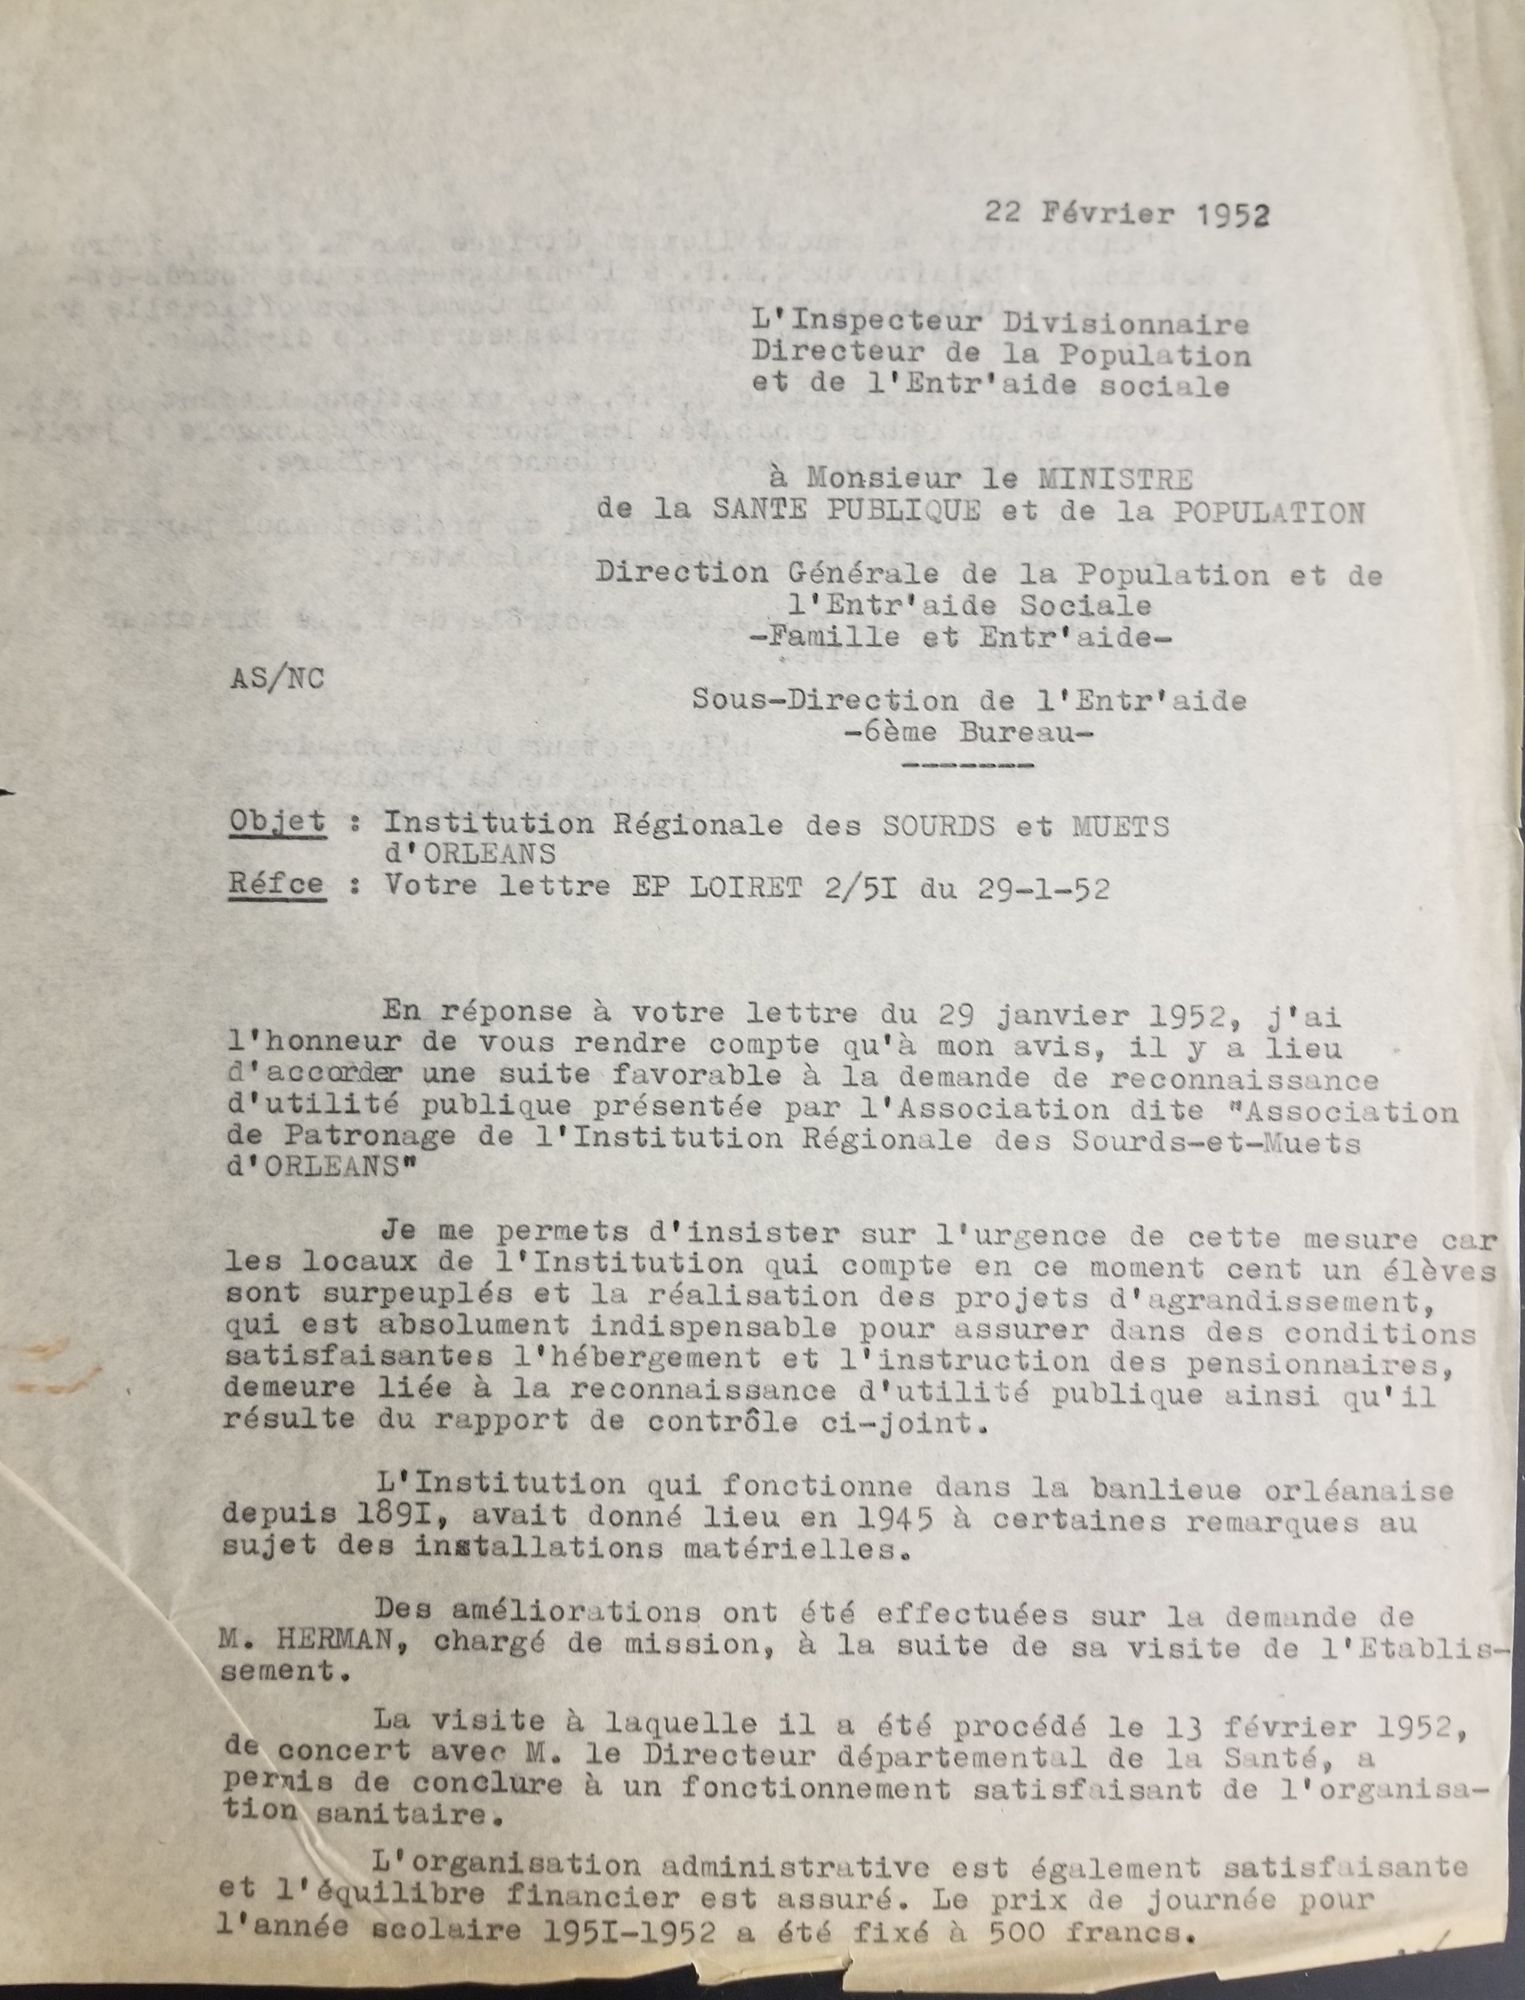 22 Février 1952
L'Inspecteur Divisionnaire
Directeur de la Population
et de l'Entr'aide sociale
à Monsieur le MINISTRE
de la SANTE PUBLIQUE et de la POPULATION
Direction Générale de la Population et de
l'Entr'aide Sociale
-Famille et Entr'aide-
AS/NC
Sous-Direction de l'Entr'aide
-6ème Bureau-
-------
Objet : Institution Régionale des SOURDS et MUETS
d'ORLEANS
Réfce : Votre lettre EP LOIRET 2/5I du 29-1-52
En réponse à votre lettre du 29 janvier 1952, j'ai
l'honneur de vous rendre compte qu'à mon avis, il y a lieu
d'accorder une suite favorable à la demande de reconnaissance
d'utilité publique présentée par l'Association dite "Association
de Patronage de l'Institution Régionale des Sourds-et-Muets
d'ORLEANS"
Je me permets d'insister sur l'urgence de cette mesure car
les locaux de l'Institution qui compte en ce moment cent un élèves
sont surpeuplés et la réalisation des projets d'agrandissement,
qui est absolument indispensable pour assurer dans des conditions
satisfaisantes l'hébergement et l'instruction des pensionnaires,
demeure liée à la reconnaissance d'utilité publique ainsi qu'il
résulte du rapport de contrôle ci-joint.
L'Institution qui fonctionne dans la banlieue orléanaise
depuis 189I, avait donné lieu en 1945 à certaines remarques au
sujet des installations matérielles.
Des améliorations ont été effectuées sur la demande de
M. HERMAN, chargé de mission, à la suite de sa visite de l'Etablis-
sement.
La visite à laquelle il a été procédé le 13 février 1952,
de concert avec M. le Directeur départemental de la Santé, a
permis de conclure à un fonctionnement satisfaisant de l'organisa-
tion sanitaire.
L'organisation administrative est également satisfaisante
et l'équilibre financier est assuré. Le prix de journée pour
l'année scolaire 195I-1952 a été fixé à 500 francs.